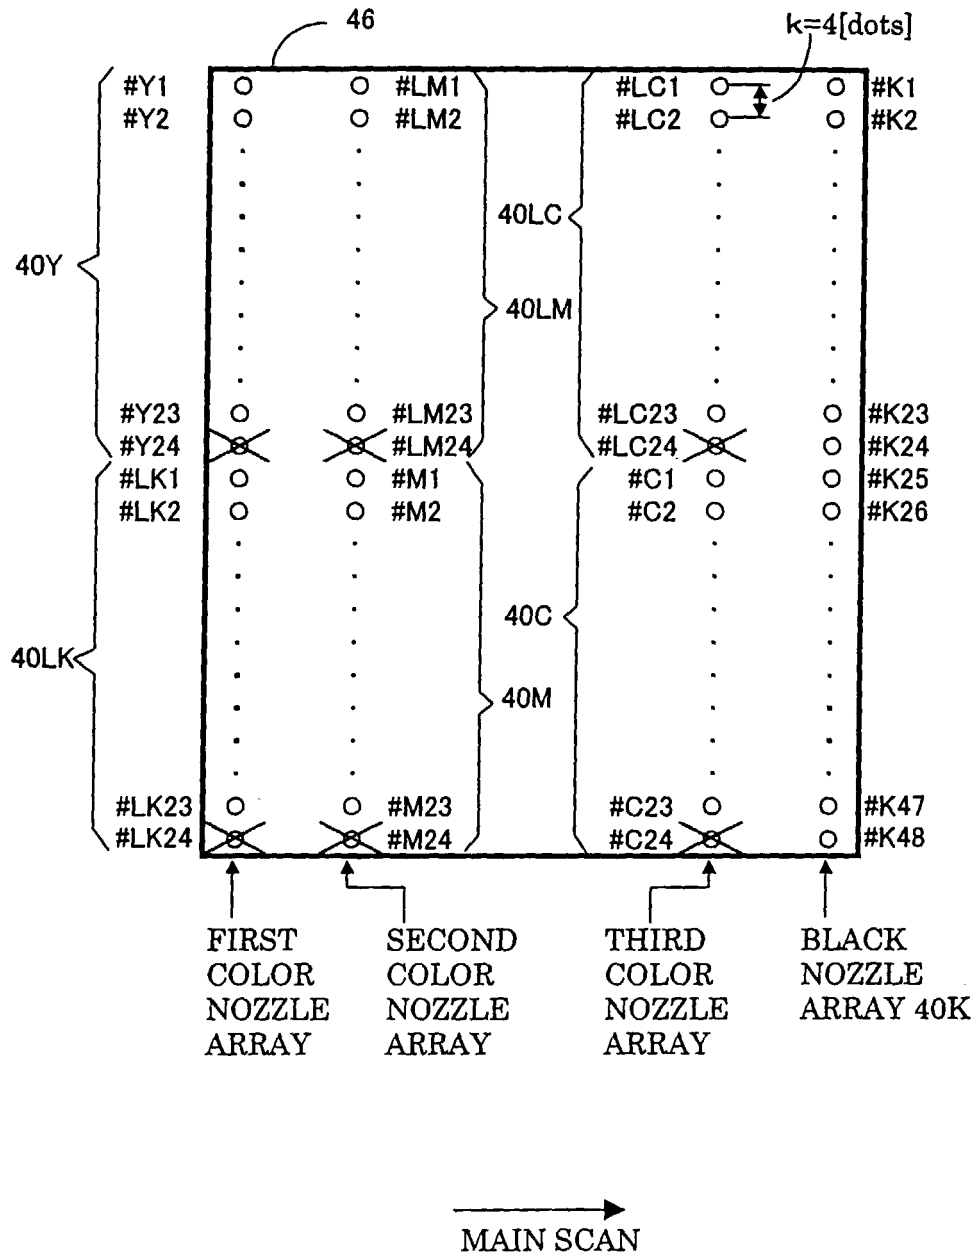 46
k=4[dots]
#Y1 #LM1 #LC1 #K1
#Y2 #LM2 #LC2 #K2
40LC
40Y
40LM
#Y23 #LM23 #LC23 #K23
#Y24 #LM24 #LC24 #K24
#LK1 #M1 #C1 #K25
#LK2 #M2 #C2 #K26
40C
40LK
40M
#LK23 #M23 #C23 #K47
#LK24 #M24 #C24 #K48
FIRST
COLOR
NOZZLE
ARRAY
SECOND
COLOR
NOZZLE
ARRAY
THIRD
COLOR
NOZZLE
ARRAY
BLACK
NOZZLE
ARRAY 40K
MAIN SCAN